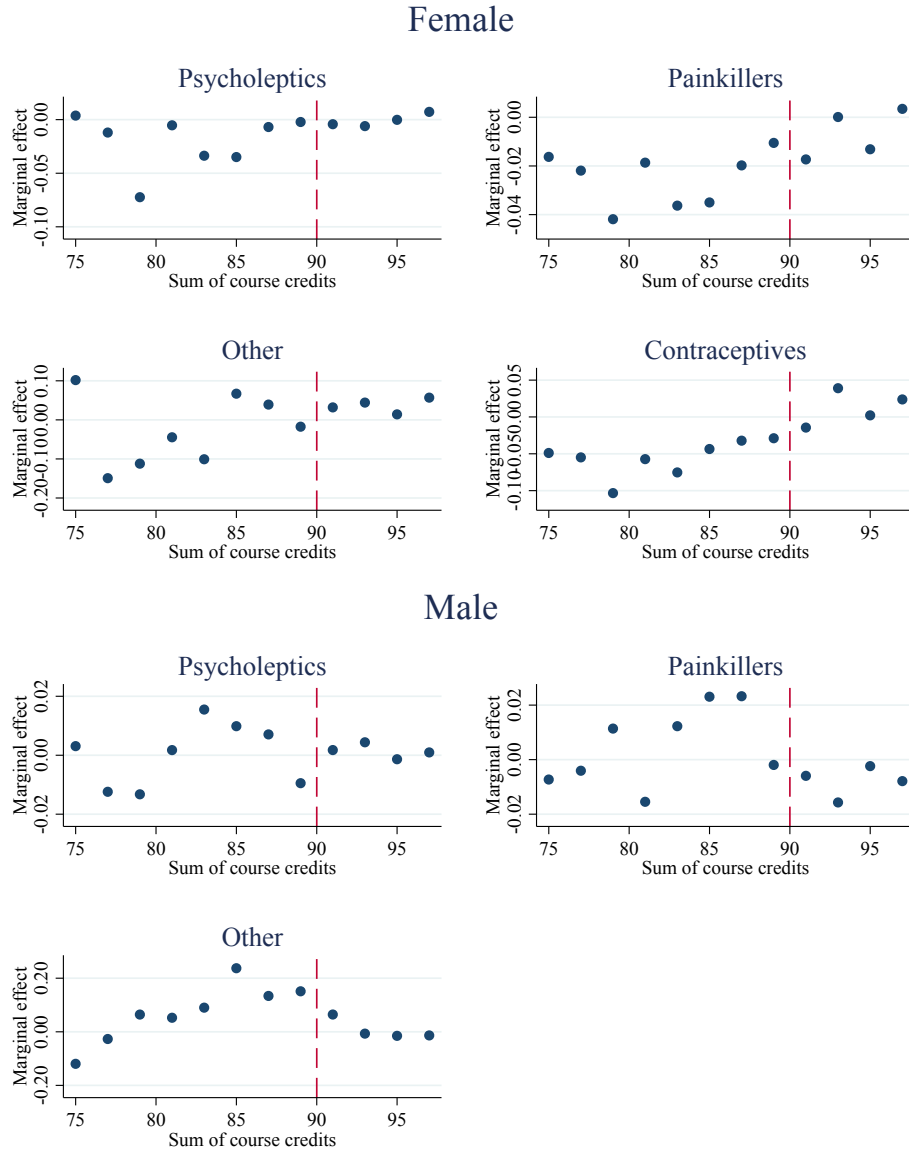 Female
Psycholeptics
Painkillers
Marginal effect
-0.10 -0.05 0.00
75 80 85 90 95
Sum of course credits
Marginal effect
-0.04 -0.02 0.00
75 80 85 90 95
Sum of course credits
Other
Contraceptives
Marginal effect
-0.20 -0.10 0.00 0.10
75 80 85 90 95
Sum of course credits
Marginal effect
-0.10 -0.05 0.00 0.05
75 80 85 90 95
Sum of course credits
Male
Psycholeptics
Painkillers
Marginal effect
-0.02 0.00 0.02
75 80 85 90 95
Sum of course credits
Marginal effect
-0.02 0.00 0.02
75 80 85 90 95
Sum of course credits
Other
Marginal effect
-0.20 0.00 0.20
75 80 85 90 95
Sum of course credits